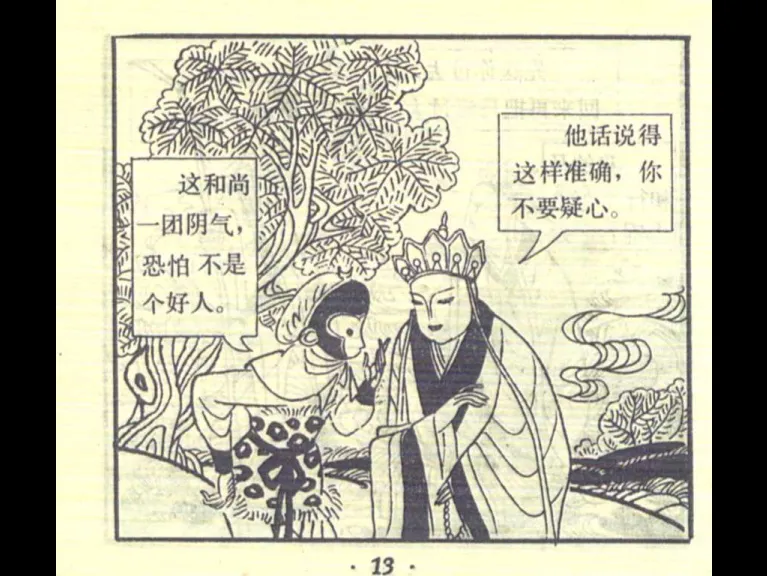 这和尚
一团阴气，
恐怕 不是
个好人。
他话说得
这样准确，你
不要疑心。
· 13 ·